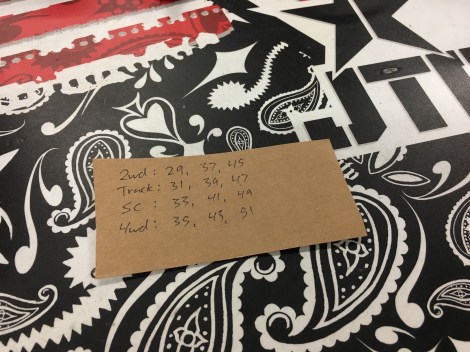 2wd: 29, 37, 45
Truck: 31, 39, 47
SC: 33, 41, 49
4wd: 35, 43, 51